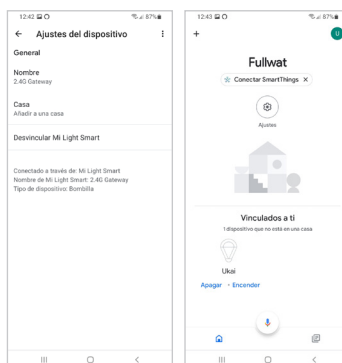 12:42
87%
Ajustes del dispositivo
General
Nombre
2.4G Gateway
Casa
Añadir a una casa
Desvincular Mi Light Smart
Conectado a través de: Mi Light Smart
Nombre de Mi Light Smart: 2.4G Gateway
Tipo de dispositivo: Bombilla
12:43
87%
U
Fullwat
Conectar SmartThings
Ajustes
Vinculados a ti
1 dispositivo que no está en una casa
Ukai
Apagar • Encender